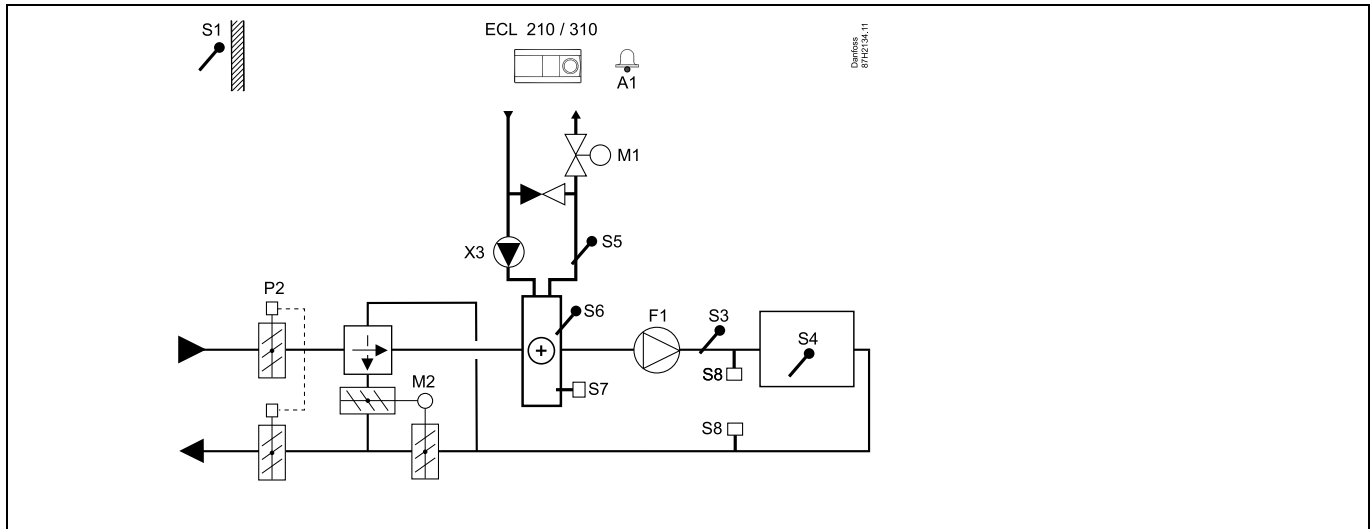 S1
ECL 210 / 310
Danfoss
87H2134.11
A1
M1
S5
X3
P2
S6
F1
S3
S4
M2
S8
S7
S8